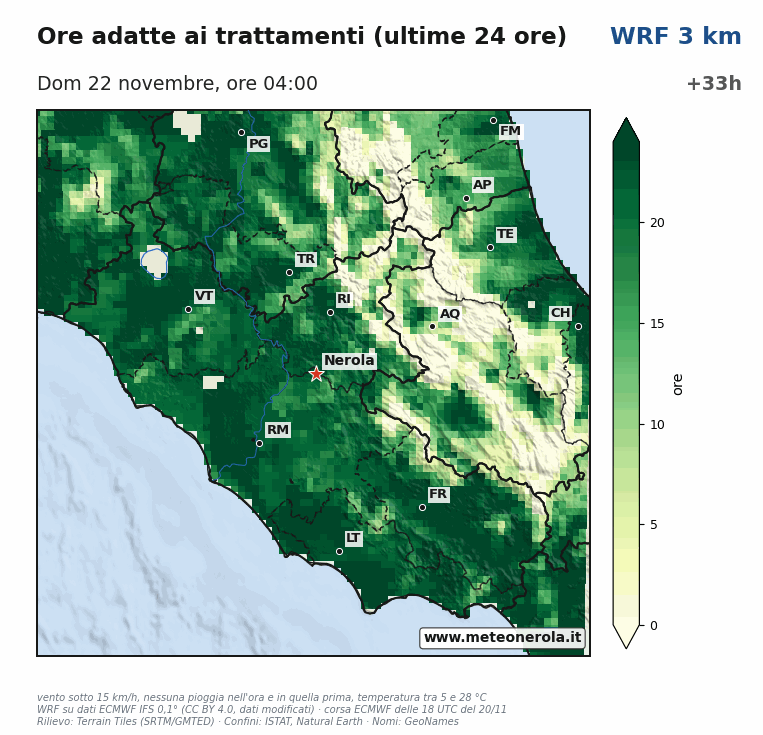 Ore adatte ai trattamenti (ultime 24 ore)
WRF 3 km
Dom 22 novembre, ore 04:00
+33h
PG
FM
AP
TE
TR
VT
RI
AQ
CH
Nerola
RM
FR
LT
www.meteonerola.it
20
15
10
5
0
ore
vento sotto 15 km/h, nessuna pioggia nell'ora e in quella prima, temperatura tra 5 e 28 °C
WRF su dati ECMWF IFS 0,1° (CC BY 4.0, dati modificati) · corsa ECMWF delle 18 UTC del 20/11
Rilievo: Terrain Tiles (SRTM/GMTED) · Confini: ISTAT, Natural Earth · Nomi: GeoNames